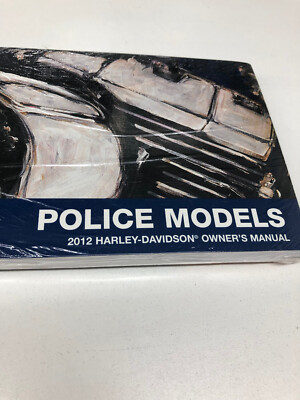 POLICE MODELS
2012 HARLEY-DAVIDSON® OWNER'S MANUAL